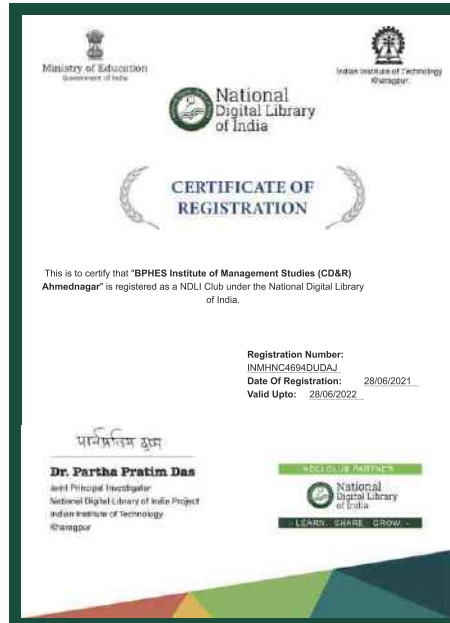 Ministry of Education
Government of India
Indian Institute of Technology
Kharagpur.
National
Digital Library
of India
CERTIFICATE OF
REGISTRATION
This is to certify that "BPHES Institute of Management Studies (CD&R)
Ahmednagar" is registered as a NDLI Club under the National Digital Library
of India.
Registration Number:
INMHNC4694DUDAJ
Date Of Registration: 28/06/2021
Valid Upto: 28/06/2022
Dr. Partha Pratim Das
Joint Principal Investigator
National Digital Library of India Project
Indian Institute of Technology
Kharagpur
NDLI CLUB PARTNER
National
Digital Library
of India
- LEARN . SHARE . GROW . -